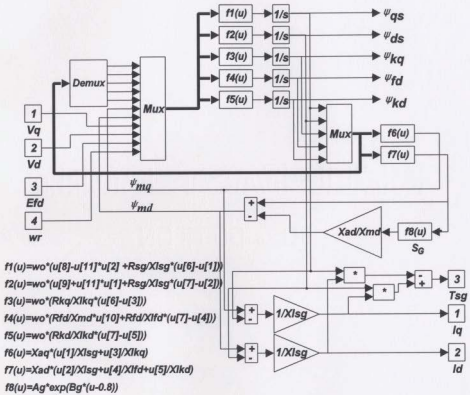 f1(u) 1/s ψqs
f2(u) 1/s ψds
f3(u) 1/s ψkq
f4(u) 1/s ψfd
f5(u) 1/s ψkd
Demux
Mux
Mux
f6(u)
f7(u)
1
Vq
2
Vd
3
Efd
4
wr
ψmq
ψmd
+
-
Xad/Xmd
f8(u)
SG
f1(u)=wo*(u[8]-u[11]*u[2] +Rsg/Xlsg*(u[6]-u[1]))
f2(u)=wo*(u[9]+u[11]*u[1]+Rsg/Xlsg*(u[7]-u[2]))
f3(u)=wo*(Rkq/Xlkq*(u[6]-u[3]))
f4(u)=wo*(Rfd/Xmd*u[10]+Rfd/Xlfd*(u[7]-u[4]))
f5(u)=wo*(Rkd/Xlkd*(u[7]-u[5]))
f6(u)=Xaq*(u[1]/Xlsg+u[3]/Xlkq)
f7(u)=Xad*(u[2]/Xlsg+u[4]/Xlfd+u[5]/Xlkd)
f8(u)=Ag*exp(Bg*(u-0.8))
*
*
-
+
3
Tsg
+
-
1/Xlsg
1
Iq
+
-
1/Xlsg
2
Id